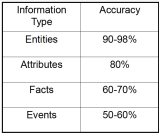 Information Accuracy
Type
Entities 90-98%
Attributes 80%
Facts 60-70%
Events 50-60%